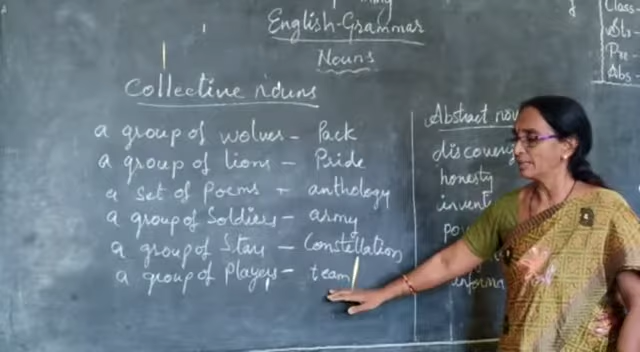 English-Grammar
Nouns
Collective nouns
a group of wolves - Pack
a group of lions - Pride
a set of Poems - anthology
a group of Soldiers - army
a group of Stars - Constellation
a group of Players - team
Abstract
honesty
Class-